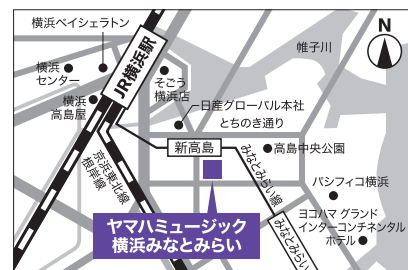 横浜ベイシェラトン
N
帷子川
JR横浜駅
横浜
センター
そごう
横浜店
横浜
高島屋
日産グローバル本社
とちのき通り
新高島
高島中央公園
京浜東北線
根岸線
みなとみらい線
パシフィコ横浜
ヤマハミュージック
横浜みなとみらい
ヨコハマ グランド
インターコンチネンタル
ホテル
みなとみらい